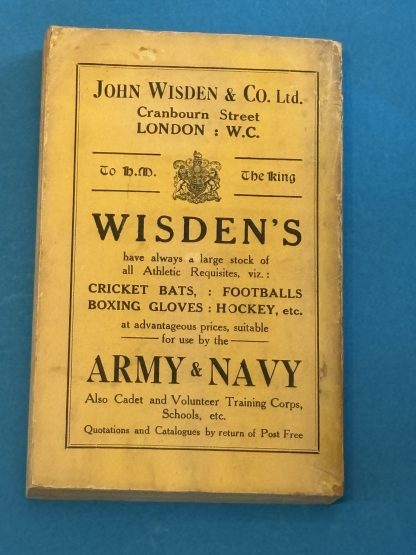 JOHN WISDEN & CO. Ltd.
Cranbourn Street
LONDON : W.C.
To H.M. The King
WISDEN'S
have always a large stock of
all Athletic Requisites, viz. :
CRICKET BATS, : FOOTBALLS
BOXING GLOVES : HOCKEY, etc.
at advantageous prices, suitable
for use by the
ARMY & NAVY
Also Cadet and Volunteer Training Corps,
Schools, etc.
Quotations and Catalogues by return of Post Free